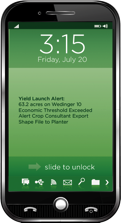 3:15
Friday, July 20
Yield Launch Alert:
63.2 acres on Wedinger 10
Economic Threshold Exceeded
Alert Crop Consultant Export
Shape File to Planter
slide to unlock